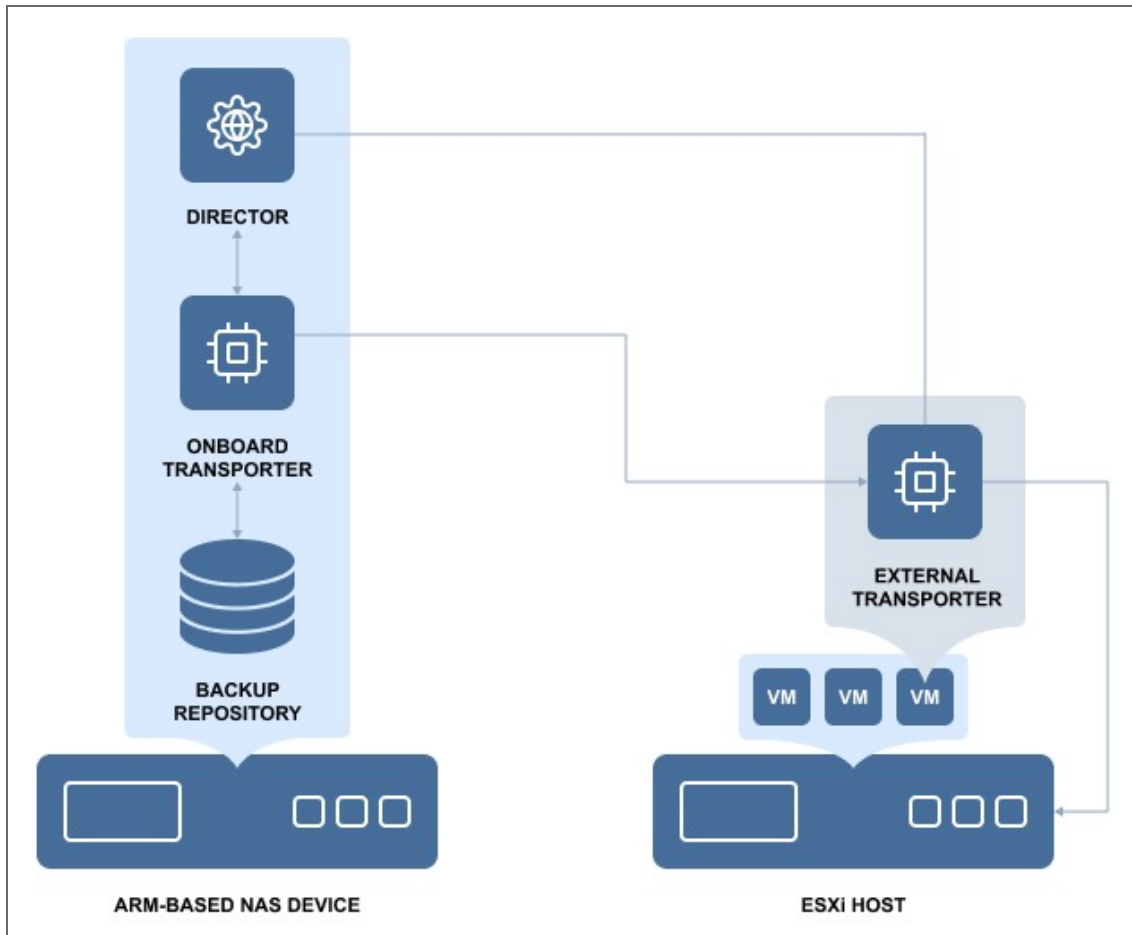 DIRECTOR
ONBOARD
TRANSPORTER
BACKUP
REPOSITORY
ARM-BASED NAS DEVICE
EXTERNAL
TRANSPORTER
VM VM VM
ESXi HOST